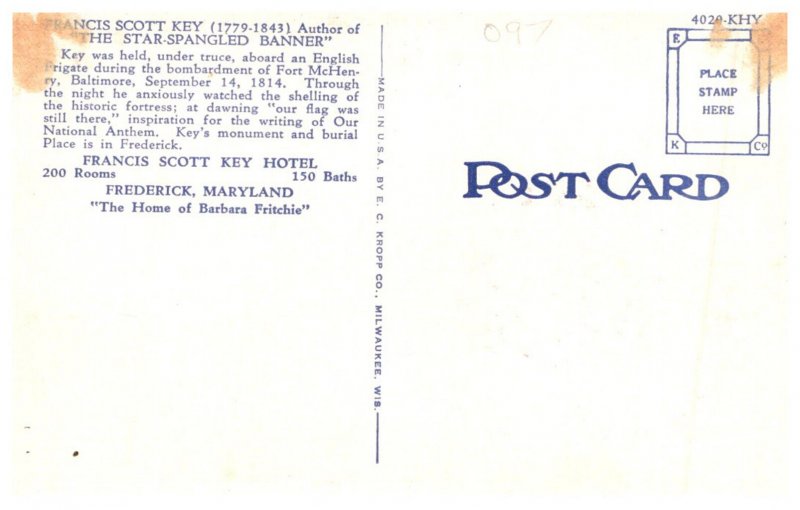 FRANCIS SCOTT KEY (1779-1843) Author of
"THE STAR-SPANGLED BANNER"
Key was held, under truce, aboard an English
Frigate during the bombardment of Fort McHen-
ry, Baltimore, September 14, 1814. Through
the night he anxiously watched the shelling of
the historic fortress; at dawning "our flag was
still there," inspiration for the writing of Our
National Anthem. Key's monument and burial
Place is in Frederick.
FRANCIS SCOTT KEY HOTEL
200 Rooms 150 Baths
FREDERICK, MARYLAND
"The Home of Barbara Fritchie"
MADE IN U.S.A. BY E. C. KROPP CO., MILWAUKEE, WIS.
097
4029-KHY
E
PLACE
STAMP
HERE
K Co
POST CARD